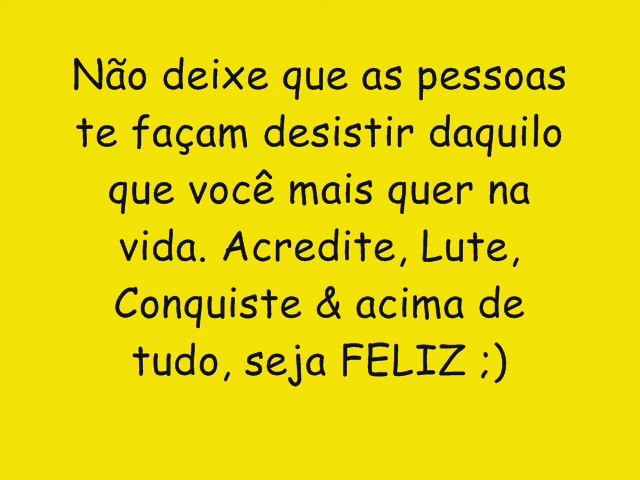 Não deixe que as pessoas
te façam desistir daquilo
que você mais quer na
vida. Acredite, Lute,
Conquiste & acima de
tudo, seja FELIZ ;)